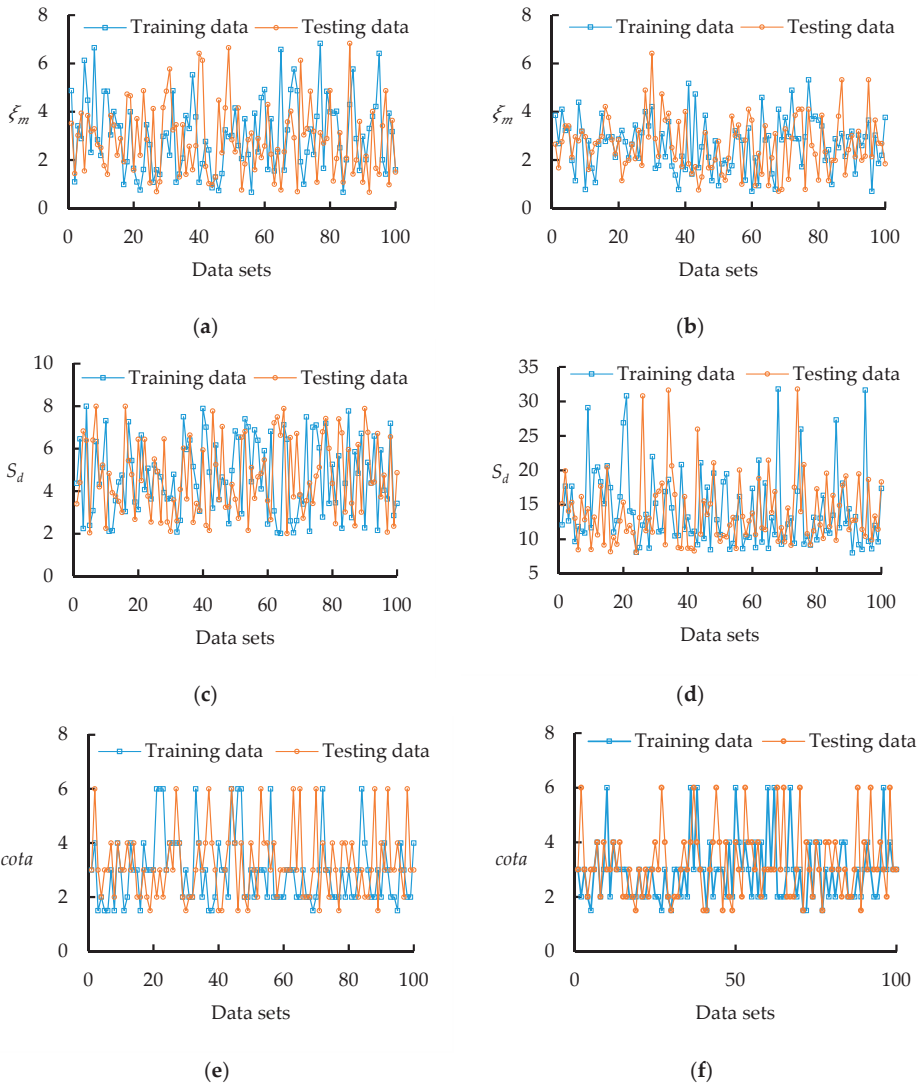 Training data Testing data
8
6
4
2
0
ξm
0 20 40 60 80 100
Data sets
(a)
Training data Testing data
8
6
4
2
0
ξm
0 20 40 60 80 100
Data sets
(b)
Training data Testing data
10
8
6
4
2
0
Sd
0 20 40 60 80 100
Data sets
(c)
Training data Testing data
35
30
25
20
15
10
5
Sd
0 20 40 60 80 100
Data sets
(d)
Training data Testing data
8
6
4
2
0
cota
0 20 40 60 80 100
Data sets
(e)
Training data Testing data
8
6
4
2
0
cota
0 50 100
Data sets
(f)